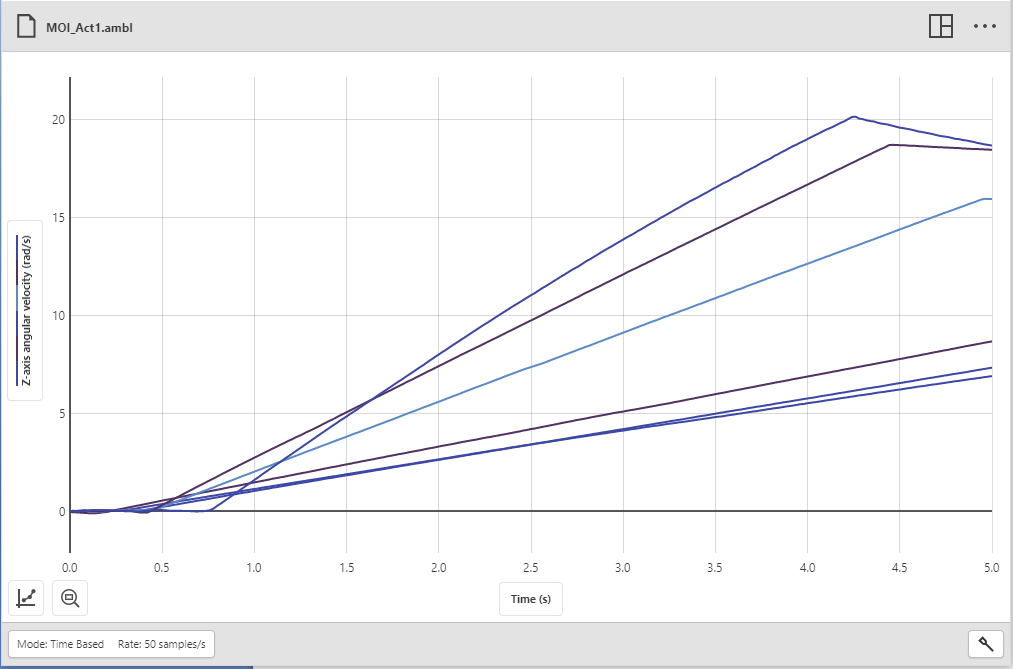 MOI_Act1.ambl
Z-axis angular velocity (rad/s)
20
15
10
5
0
0.0 0.5 1.0 1.5 2.0 2.5 3.0 3.5 4.0 4.5 5.0
Time (s)
Mode: Time Based Rate: 50 samples/s